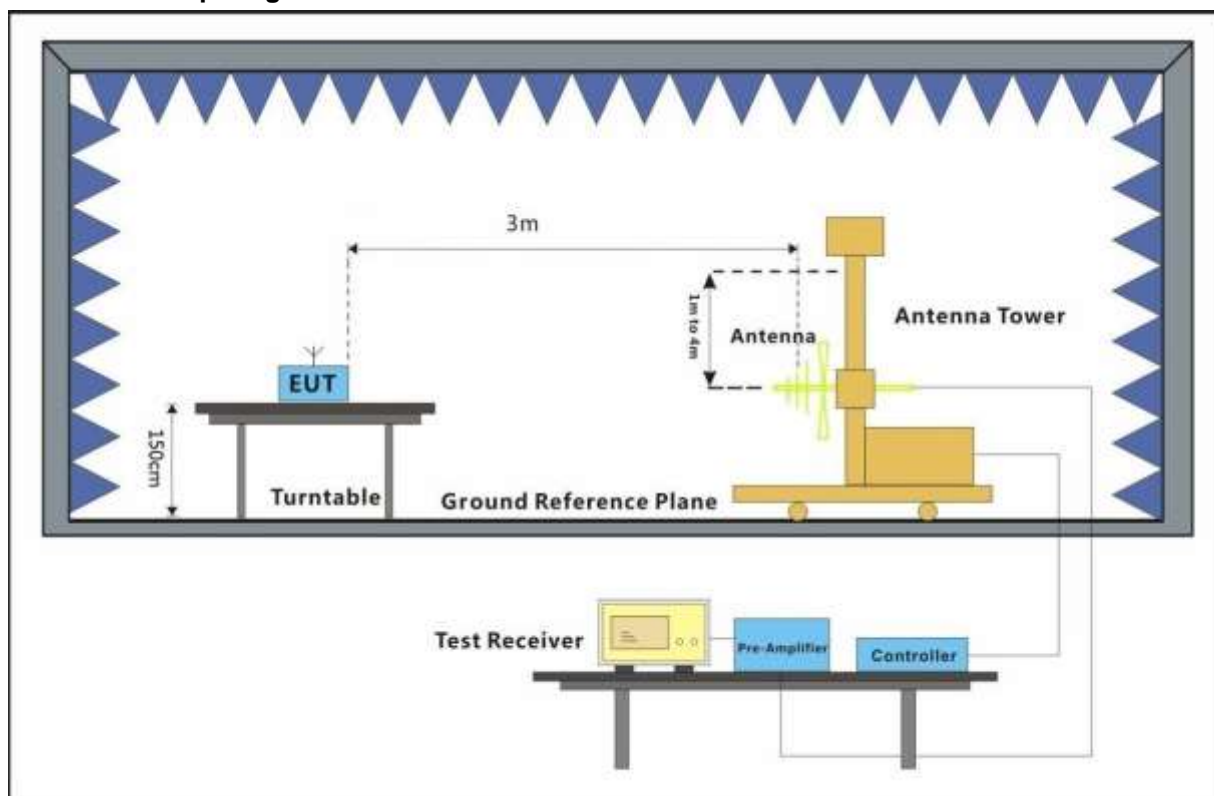 3m
1m to 4m
Antenna
Antenna Tower
EUT
150cm
Turntable
Ground Reference Plane
Test Receiver
Pre-Amplifier
Controller